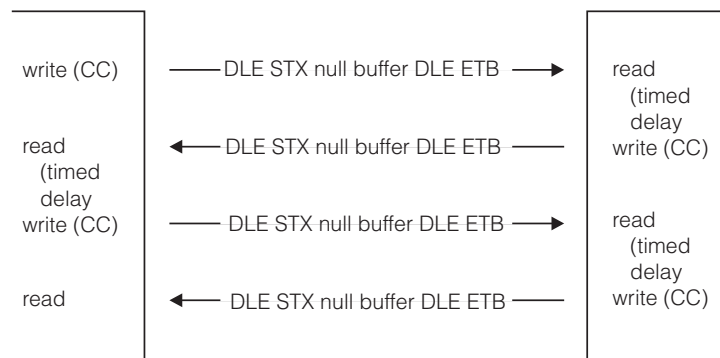 write (CC) DLE STX null buffer DLE ETB read
(timed
delay
read DLE STX null buffer DLE ETB write (CC)
(timed
delay
write (CC) DLE STX null buffer DLE ETB read
(timed
delay
read DLE STX null buffer DLE ETB write (CC)